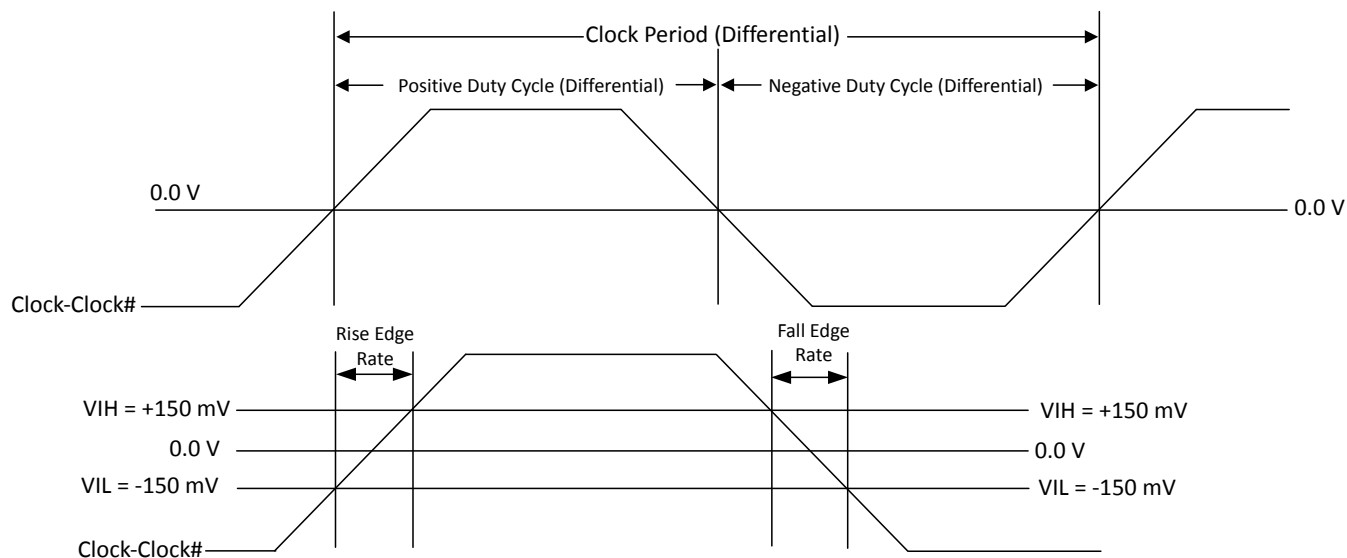 Clock Period (Differential)
Positive Duty Cycle (Differential)
Negative Duty Cycle (Differential)
0.0 V
0.0 V
Clock-Clock#
Rise Edge
Rate
Fall Edge
Rate
VIH = +150 mV
VIH = +150 mV
0.0 V
0.0 V
VIL = -150 mV
VIL = -150 mV
Clock-Clock#